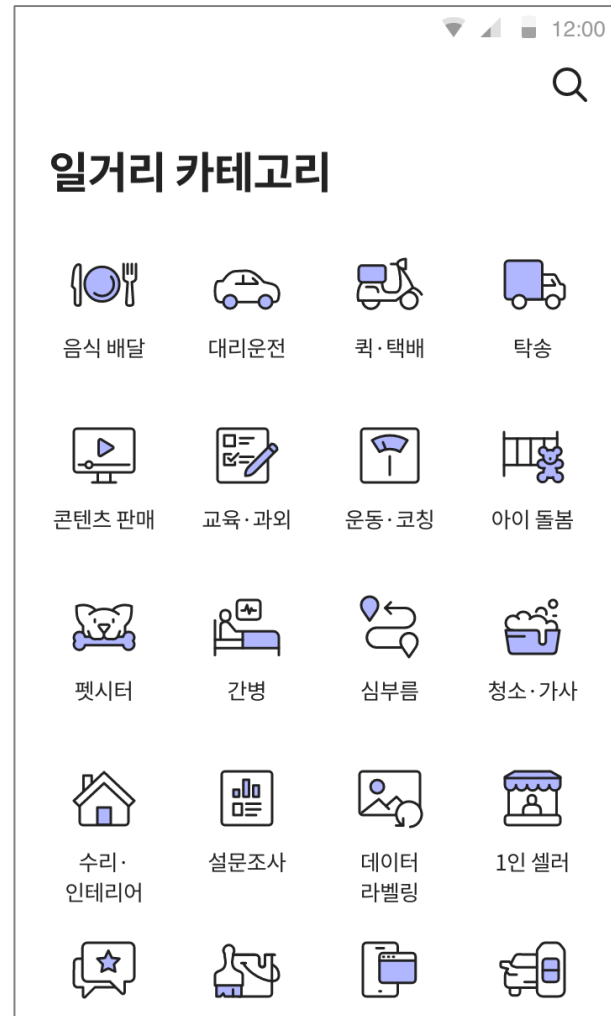 12:00
일거리 카테고리
음식 배달
대리운전
퀵·택배
탁송
콘텐츠 판매
교육·과외
운동·코칭
아이 돌봄
펫시터
간병
심부름
청소·가사
수리·
인테리어
설문조사
데이터
라벨링
1인 셀러